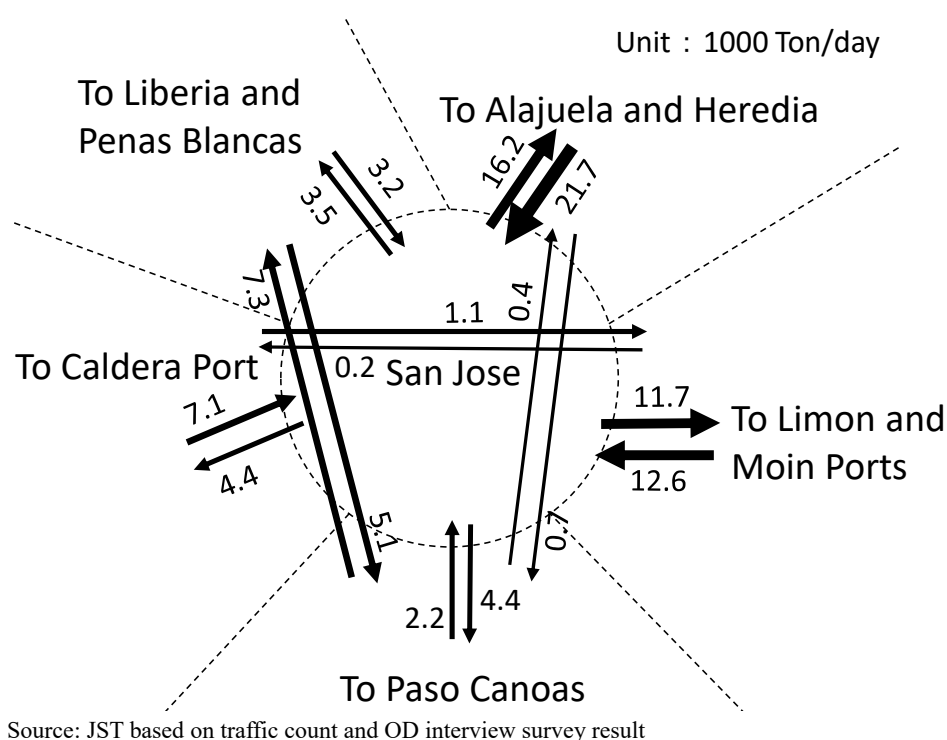 Unit : 1000 Ton/day
To Liberia and
Penas Blancas
To Alajuela and Heredia
3.2
3.5
16.2
21.7
7.3
0.4
1.1
0.2
San Jose
To Caldera Port
7.1
4.4
11.7
12.6
To Limon and
Moin Ports
5.1
0.7
2.2
4.4
To Paso Canoas
Source: JST based on traffic count and OD interview survey result